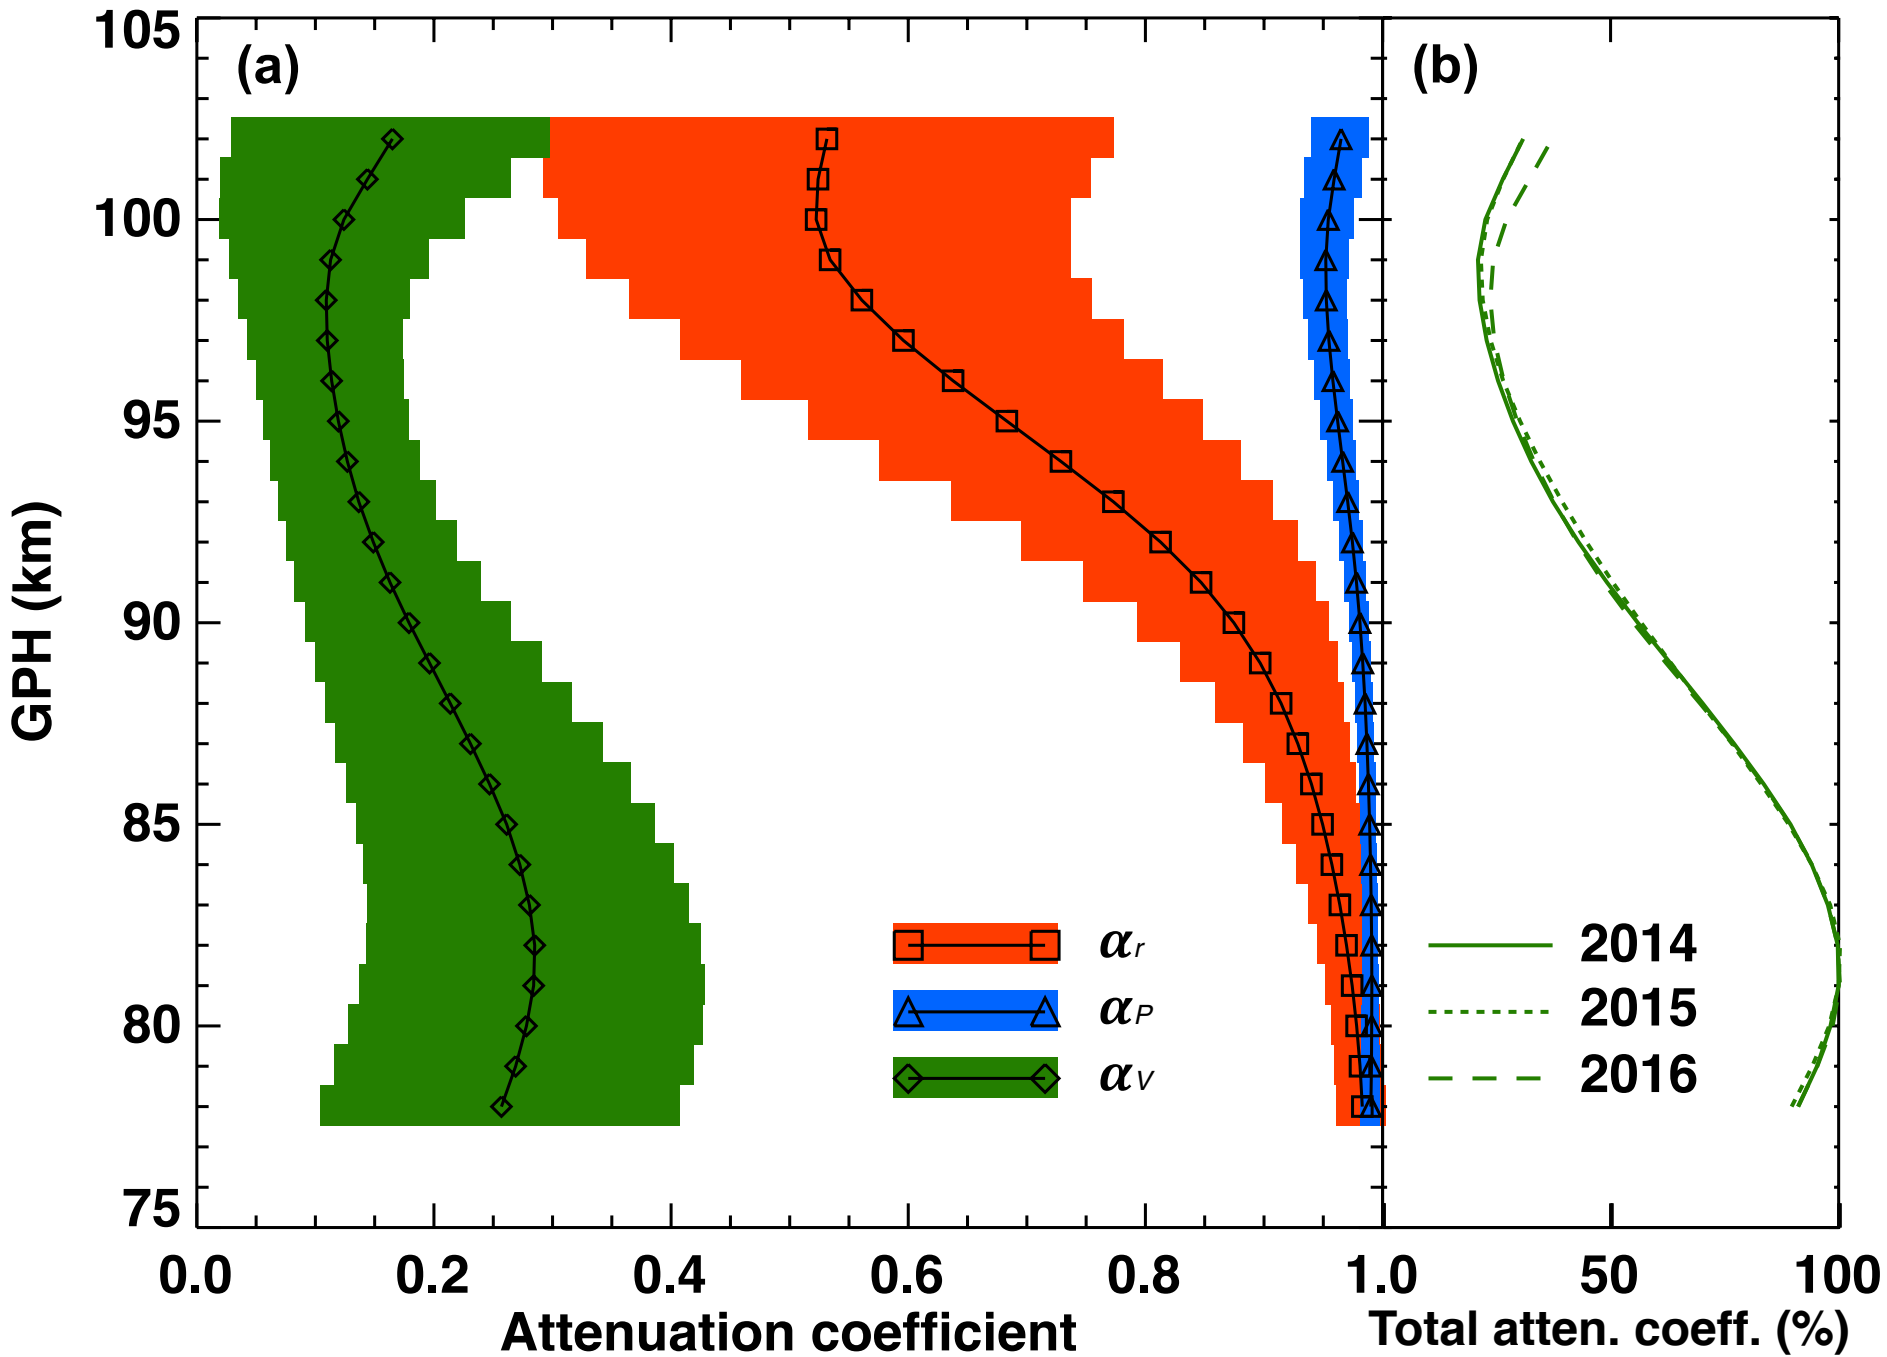 105
100
95
90
85
80
75
GPH (km)
(a)
(b)
αr
αP
αV
2014
2015
2016
0.0 0.2 0.4 0.6 0.8 1.0 50 100
Attenuation coefficient
Total atten. coeff. (%)